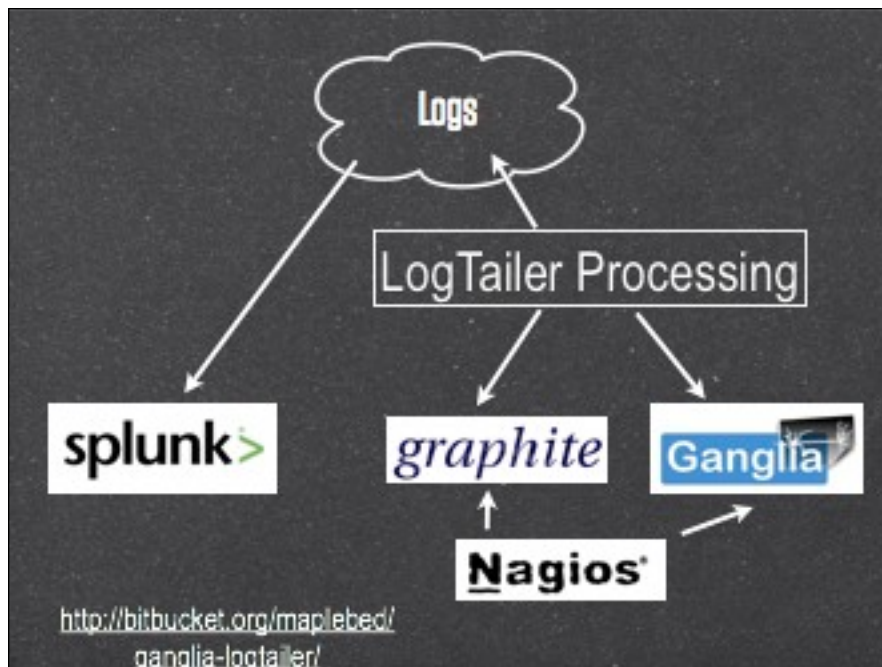 Logs
LogTailer Processing
splunk>
graphite
Ganglia
Nagios®
http://bitbucket.org/maplebed/
ganglia-logtailer/